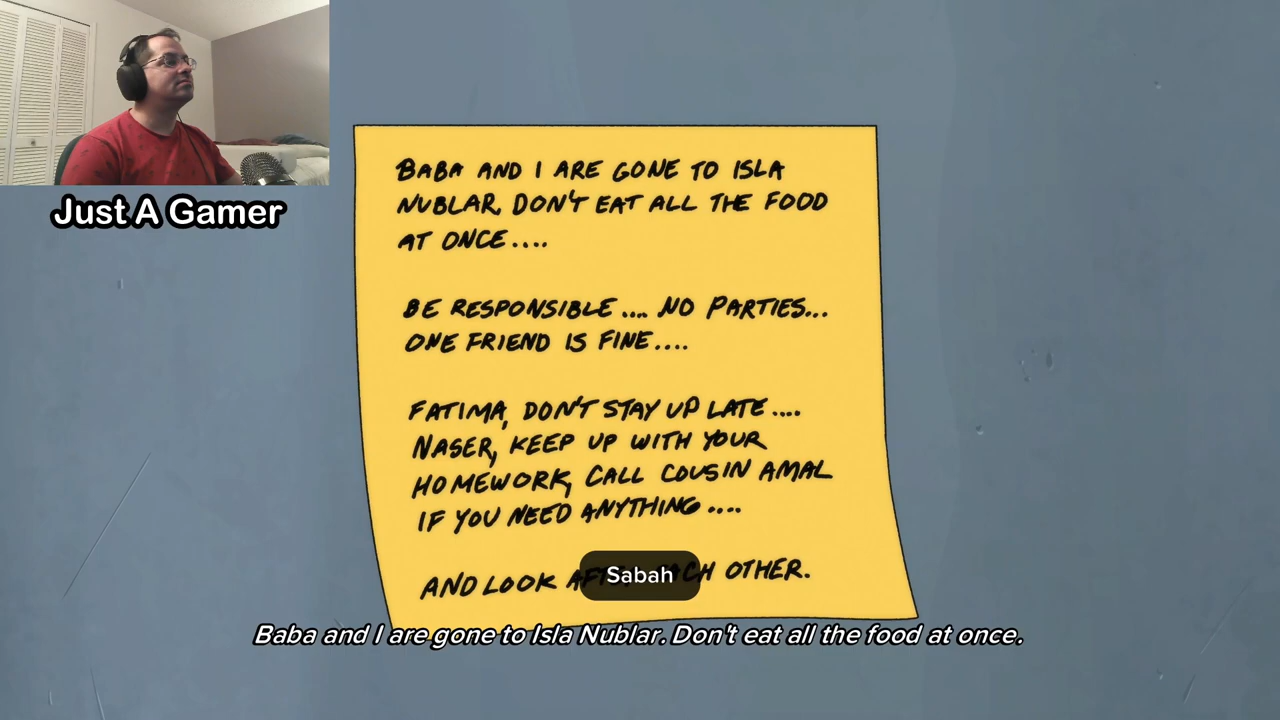 Just A Gamer
BABA AND I ARE GONE TO ISLA
NUBLAR, DON'T EAT ALL THE FOOD
AT ONCE....
BE RESPONSIBLE.... NO PARTIES...
ONE FRIEND IS FINE....
FATIMA, DON'T STAY UP LATE....
NASER, KEEP UP WITH YOUR
HOMEWORK, CALL COUSIN AMAL
IF YOU NEED ANYTHING....
AND LOOK OTHER.
Sabah
Baba and I are gone to Isla Nublar. Don't eat all the food at once.